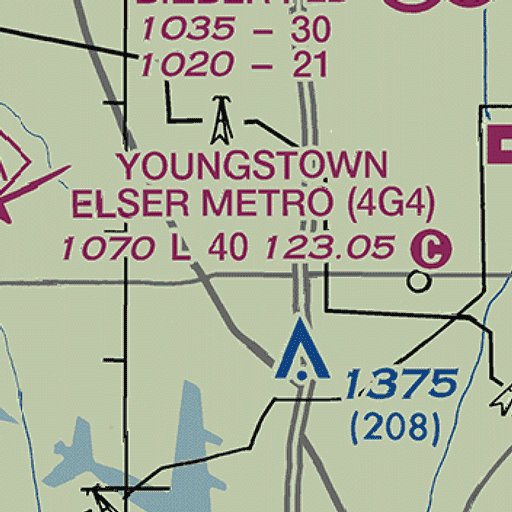 1035 – 30
1020 – 21
YOUNGSTOWN
ELSER METRO (4G4)
1070 L 40 123.05 C
1375
(208)